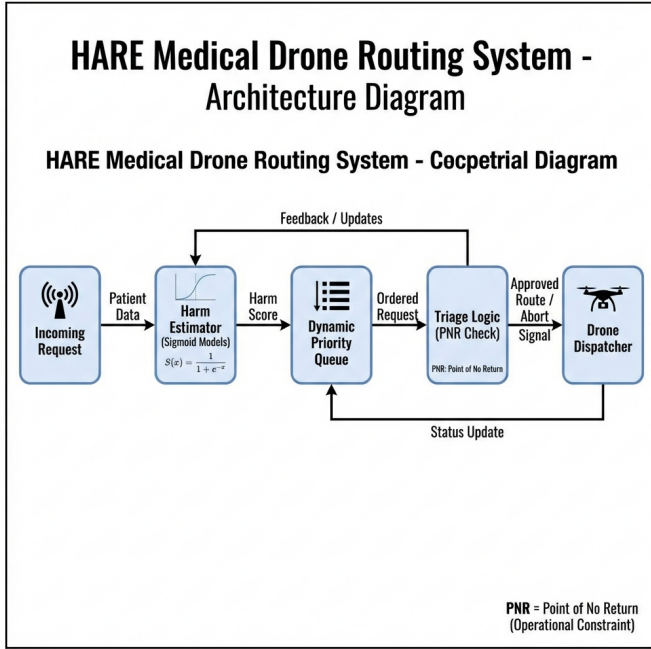 HARE Medical Drone Routing System -
Architecture Diagram
HARE Medical Drone Routing System - Cocpetrial Diagram
Feedback / Updates
Incoming
Request
Patient
Data
Harm
Estimator
(Sigmoid Models)
S(x) = 1 / (1 + e^{-x})
Harm
Score
Dynamic
Priority
Queue
Ordered
Request
Triage Logic
(PNR Check)
PNR: Point of No Return
Approved
Route /
Abort
Signal
Drone
Dispatcher
Status Update
PNR = Point of No Return
(Operational Constraint)